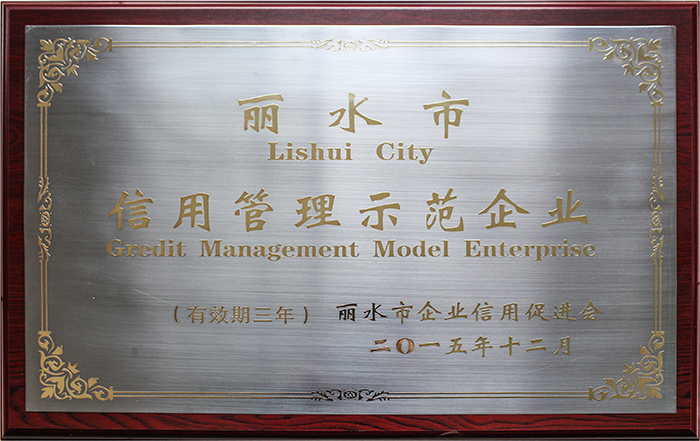 丽水市
Lishui City
信用管理示范企业
Gredit Management Model Enterprise
（有效期三年） 丽水市企业信用促进会
二〇一五年十二月